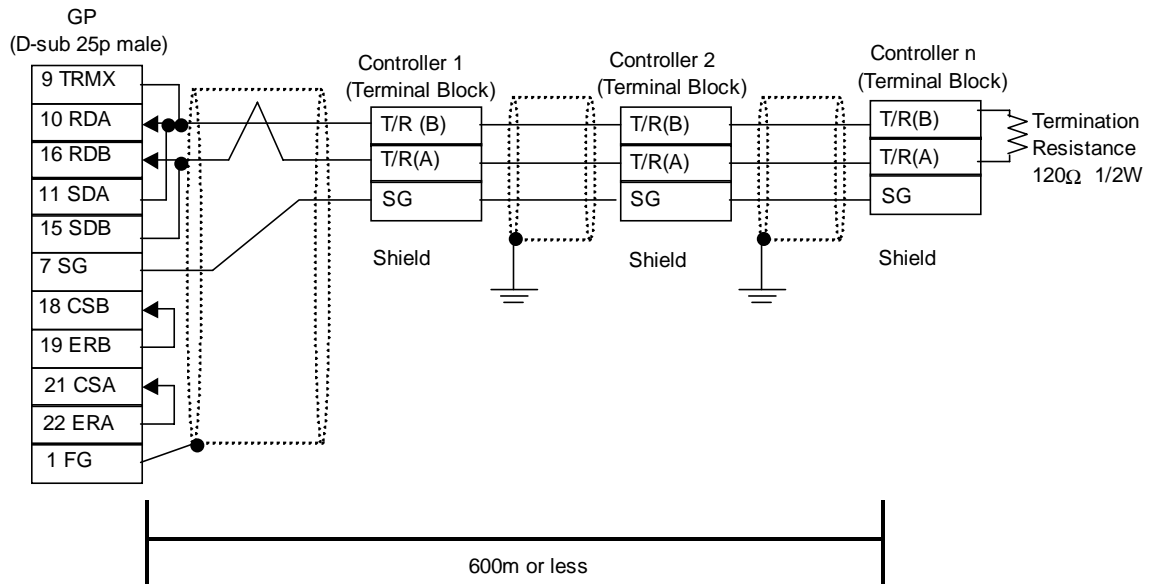 GP
(D-sub 25p male)
9 TRMX
10 RDA
16 RDB
11 SDA
15 SDB
7 SG
18 CSB
19 ERB
21 CSA
22 ERA
1 FG
Controller 1
(Terminal Block)
T/R (B)
T/R(A)
SG
Shield
Controller 2
(Terminal Block)
T/R(B)
T/R(A)
SG
Shield
Controller n
(Terminal Block)
T/R(B)
T/R(A)
SG
Shield
Termination
Resistance
120Ω 1/2W
600m or less